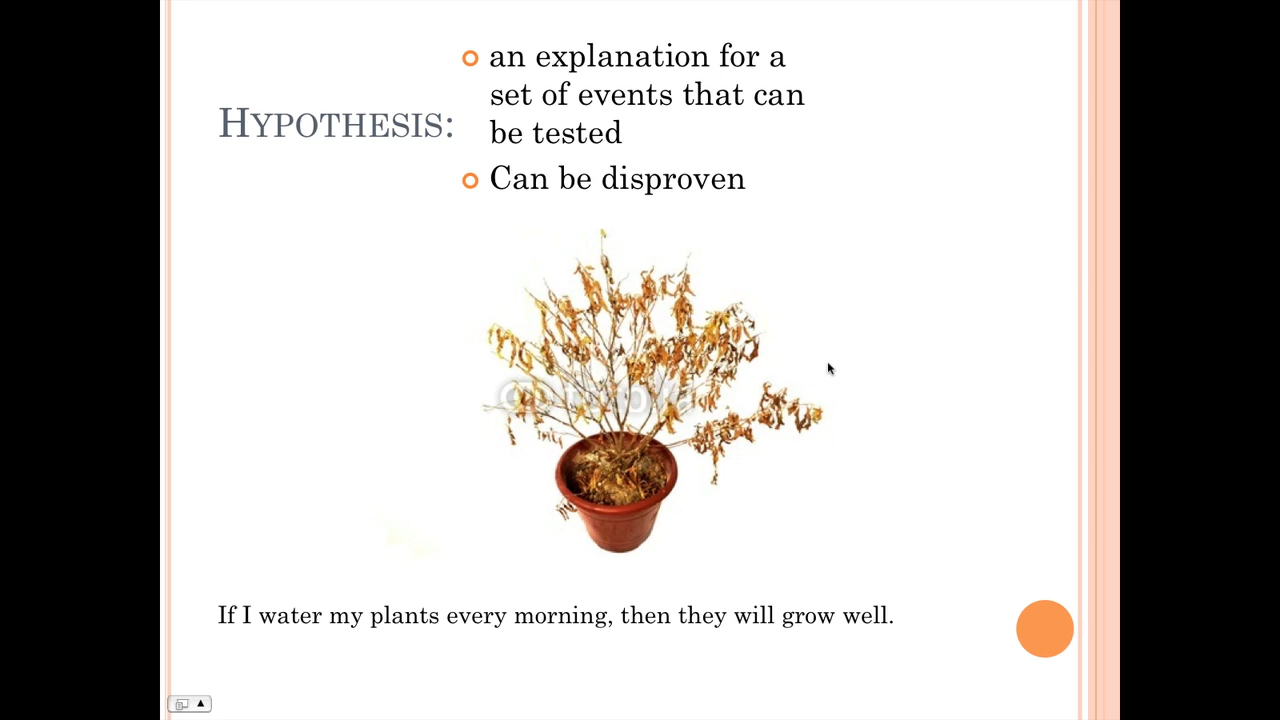 HYPOTHESIS:
an explanation for a
set of events that can
be tested
Can be disproven
If I water my plants every morning, then they will grow well.